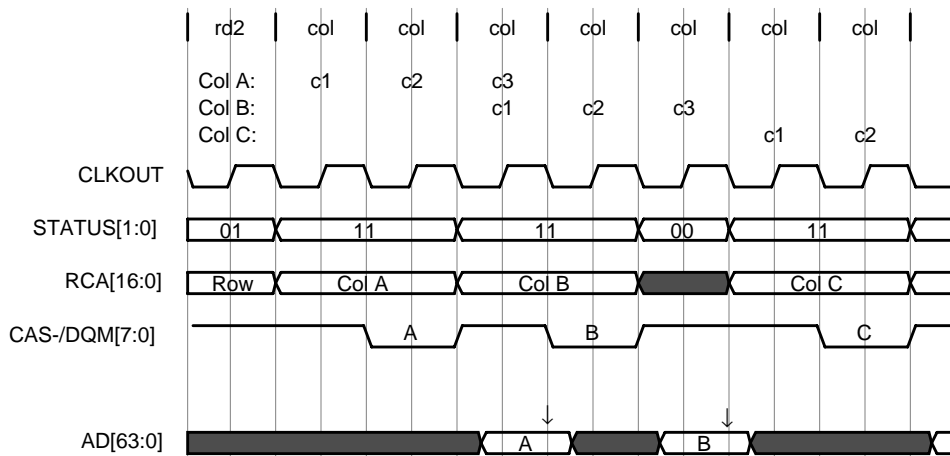 rd2 col col col col col col col
Col A: c1 c2 c3
Col B: c1 c2 c3
Col C: c1 c2
CLKOUT
STATUS[1:0] 01 11 11 00 11
RCA[16:0] Row Col A Col B Col C
CAS-/DQM[7:0] A B C
AD[63:0] A B